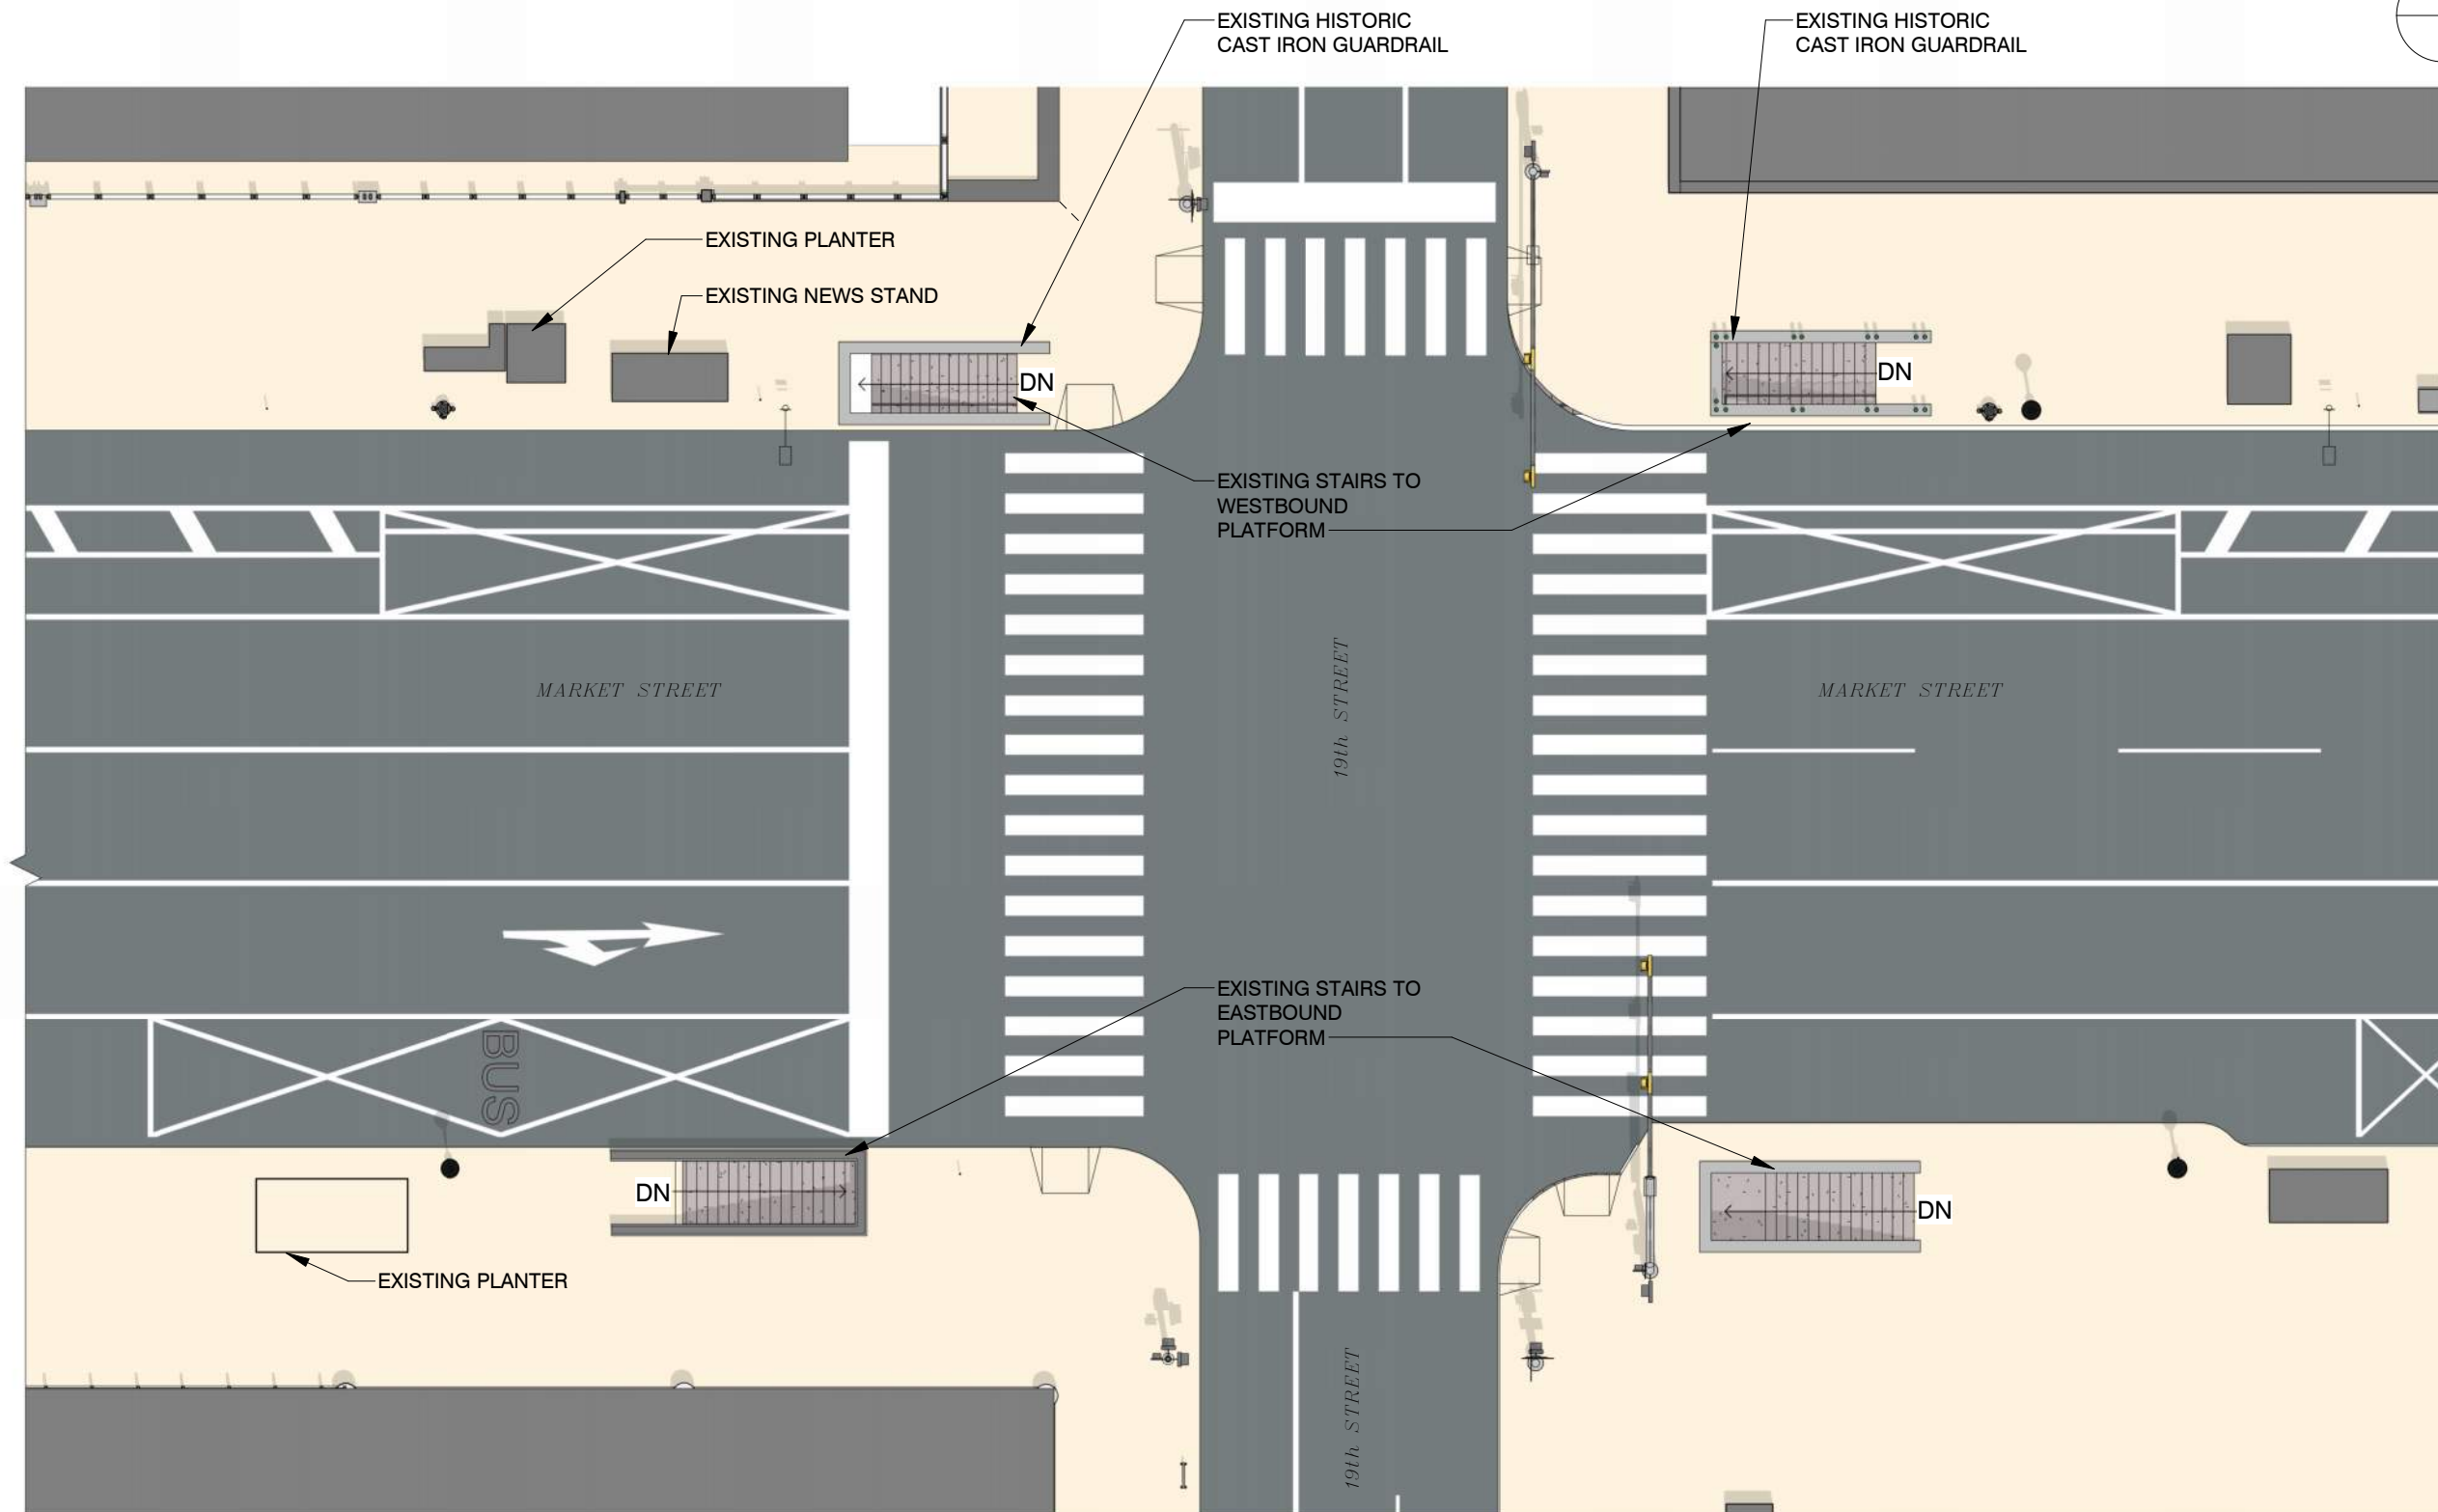 EXISTING HISTORIC
CAST IRON GUARDRAIL
EXISTING HISTORIC
CAST IRON GUARDRAIL
EXISTING PLANTER
EXISTING NEWS STAND
DN
DN
EXISTING STAIRS TO
WESTBOUND
PLATFORM
MARKET STREET
19th STREET
MARKET STREET
EXISTING STAIRS TO
EASTBOUND
PLATFORM
BUS
DN
DN
EXISTING PLANTER
19th STREET